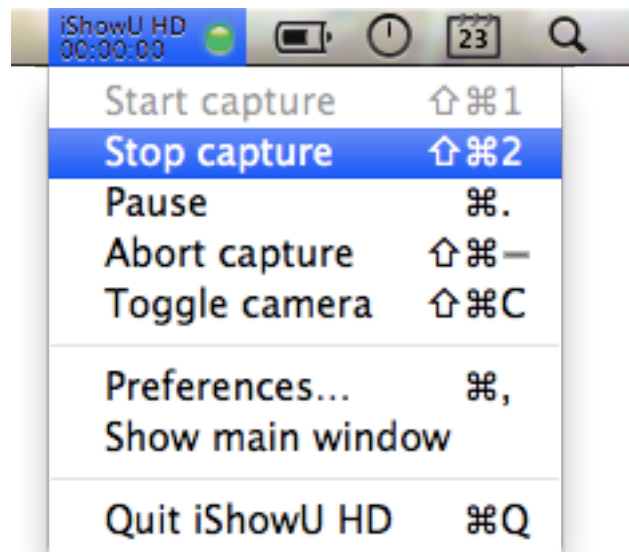 iShowU HD
00:00:00
23
Start capture ⇧⌘1
Stop capture ⇧⌘2
Pause ⌘.
Abort capture ⇧⌘–
Toggle camera ⇧⌘C
Preferences... ⌘,
Show main window
Quit iShowU HD ⌘Q